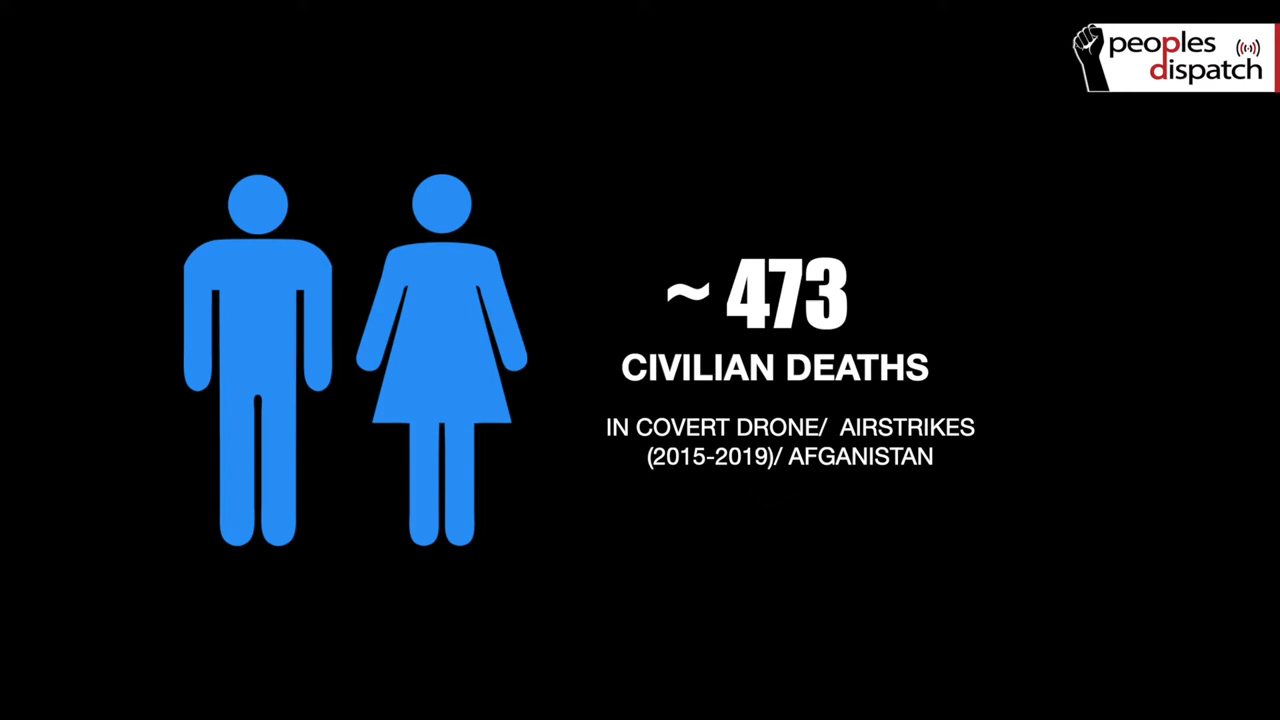 peoples
dispatch
~ 473
CIVILIAN DEATHS
IN COVERT DRONE/ AIRSTRIKES
(2015-2019)/ AFGANISTAN